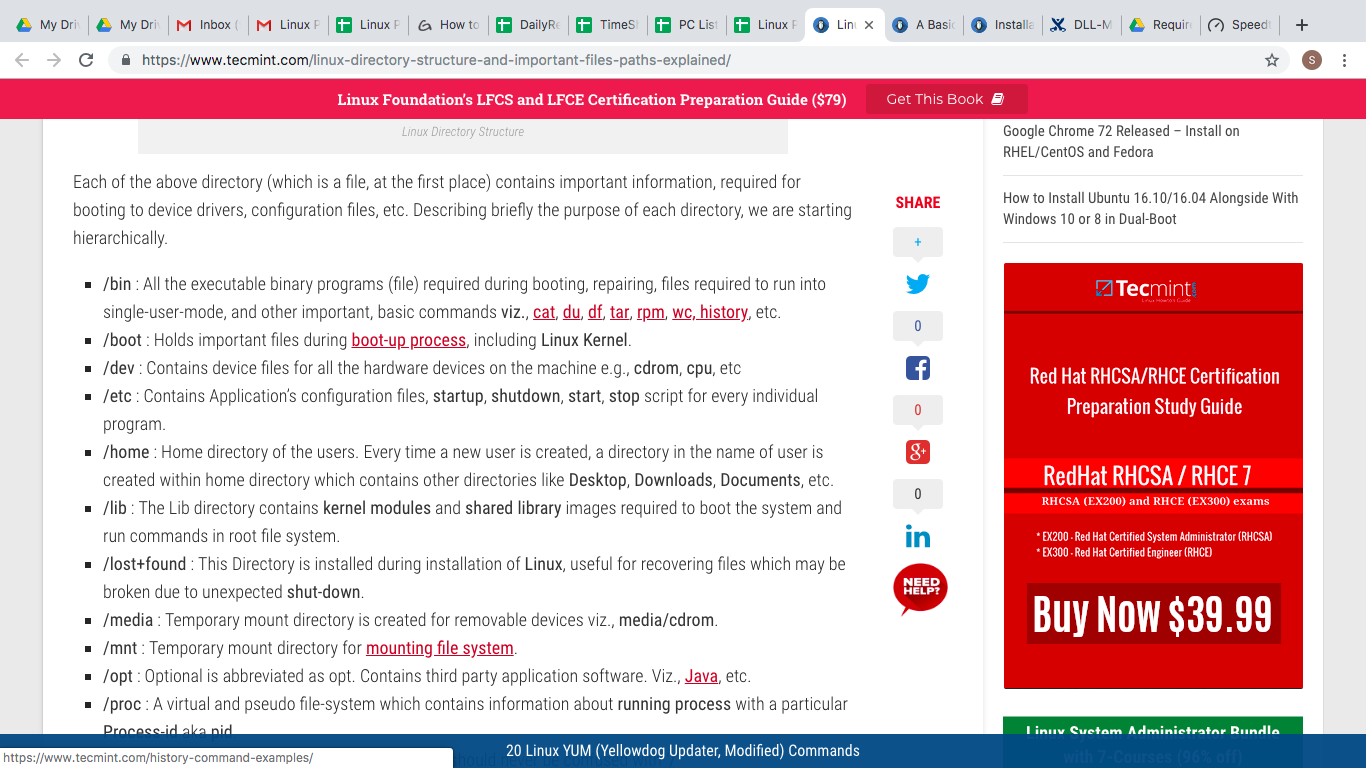 My Driv
My Driv
Inbox (
Linux P
Linux P
How to
DailyRe
TimeSh
PC List
Linux P
Linu
A Basic
Installa
DLL-M
Require
Speedt
https://www.tecmint.com/linux-directory-structure-and-important-files-paths-explained/
S
Linux Foundation's LFCS and LFCE Certification Preparation Guide ($79)
Get This Book
Linux Directory Structure
Each of the above directory (which is a file, at the first place) contains important information, required for
booting to device drivers, configuration files, etc. Describing briefly the purpose of each directory, we are starting
hierarchically.
/bin : All the executable binary programs (file) required during booting, repairing, files required to run into
single-user-mode, and other important, basic commands viz., cat, du, df, tar, rpm, wc, history, etc.
/boot : Holds important files during boot-up process, including Linux Kernel.
/dev : Contains device files for all the hardware devices on the machine e.g., cdrom, cpu, etc
/etc : Contains Application's configuration files, startup, shutdown, start, stop script for every individual
program.
/home : Home directory of the users. Every time a new user is created, a directory in the name of user is
created within home directory which contains other directories like Desktop, Downloads, Documents, etc.
/lib : The Lib directory contains kernel modules and shared library images required to boot the system and
run commands in root file system.
/lost+found : This Directory is installed during installation of Linux, useful for recovering files which may be
broken due to unexpected shut-down.
/media : Temporary mount directory is created for removable devices viz., media/cdrom.
/mnt : Temporary mount directory for mounting file system.
/opt : Optional is abbreviated as opt. Contains third party application software. Viz., Java, etc.
/proc : A virtual and pseudo file-system which contains information about running process with a particular
Process-id aka pid.
SHARE
+
0
0
g+
0
in
NEED
HELP?
Google Chrome 72 Released – Install on
RHEL/CentOS and Fedora
How to Install Ubuntu 16.10/16.04 Alongside With
Windows 10 or 8 in Dual-Boot
Tecmint
Red Hat RHCSA/RHCE Certification
Preparation Study Guide
RedHat RHCSA / RHCE 7
RHCSA (EX200) and RHCE (EX300) exams
* EX200 - Red Hat Certified System Administrator (RHCSA)
* EX300 - Red Hat Certified Engineer (RHCE)
Buy Now $39.99
Linux System Administrator Bundle
with 7-Courses (96% off)
20 Linux YUM (Yellowdog Updater, Modified) Commands
https://www.tecmint.com/history-command-examples/